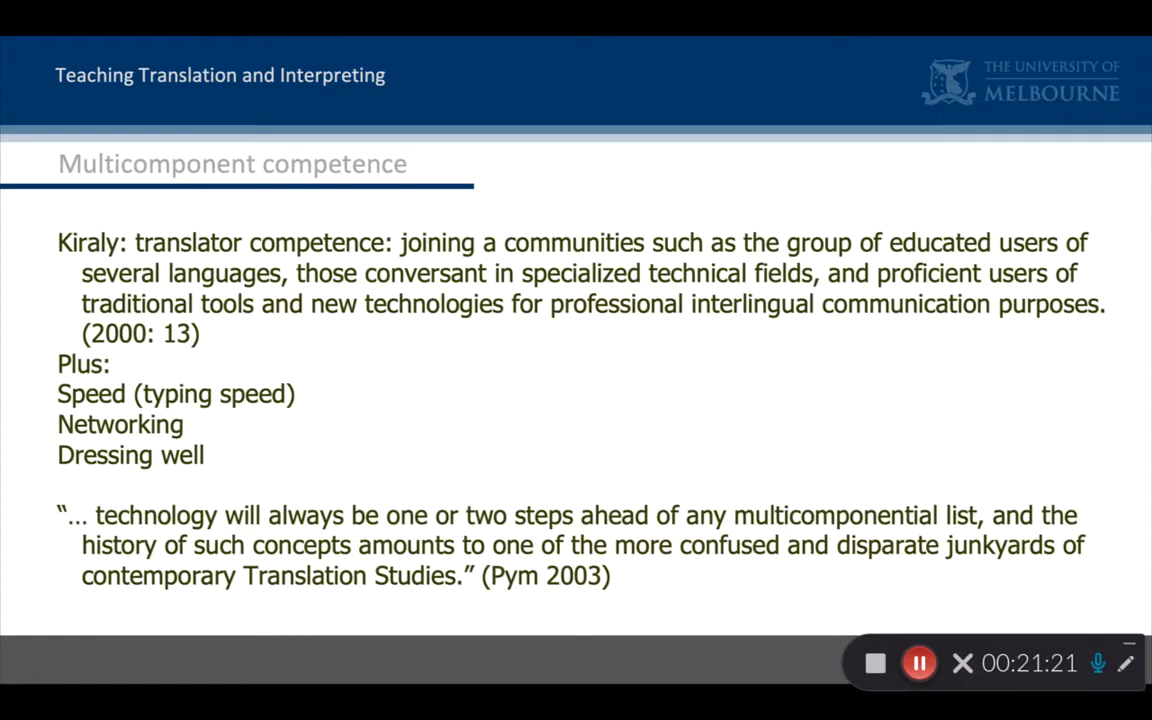 Teaching Translation and Interpreting
THE UNIVERSITY OF
MELBOURNE
Multicomponent competence
Kiraly: translator competence: joining a communities such as the group of educated users of
several languages, those conversant in specialized technical fields, and proficient users of
traditional tools and new technologies for professional interlingual communication purposes.
(2000: 13)
Plus:
Speed (typing speed)
Networking
Dressing well
“... technology will always be one or two steps ahead of any multicomponential list, and the
history of such concepts amounts to one of the more confused and disparate junkyards of
contemporary Translation Studies.” (Pym 2003)
00:21:21